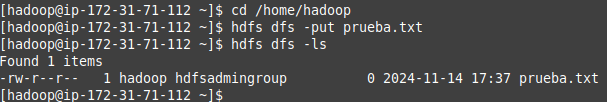 [hadoop@ip-172-31-71-112 ~]$ cd /home/hadoop
[hadoop@ip-172-31-71-112 ~]$ hdfs dfs -put prueba.txt
[hadoop@ip-172-31-71-112 ~]$ hdfs dfs -ls
Found 1 items
-rw-r--r--   1 hadoop hdfsadmingroup          0 2024-11-14 17:37 prueba.txt
[hadoop@ip-172-31-71-112 ~]$